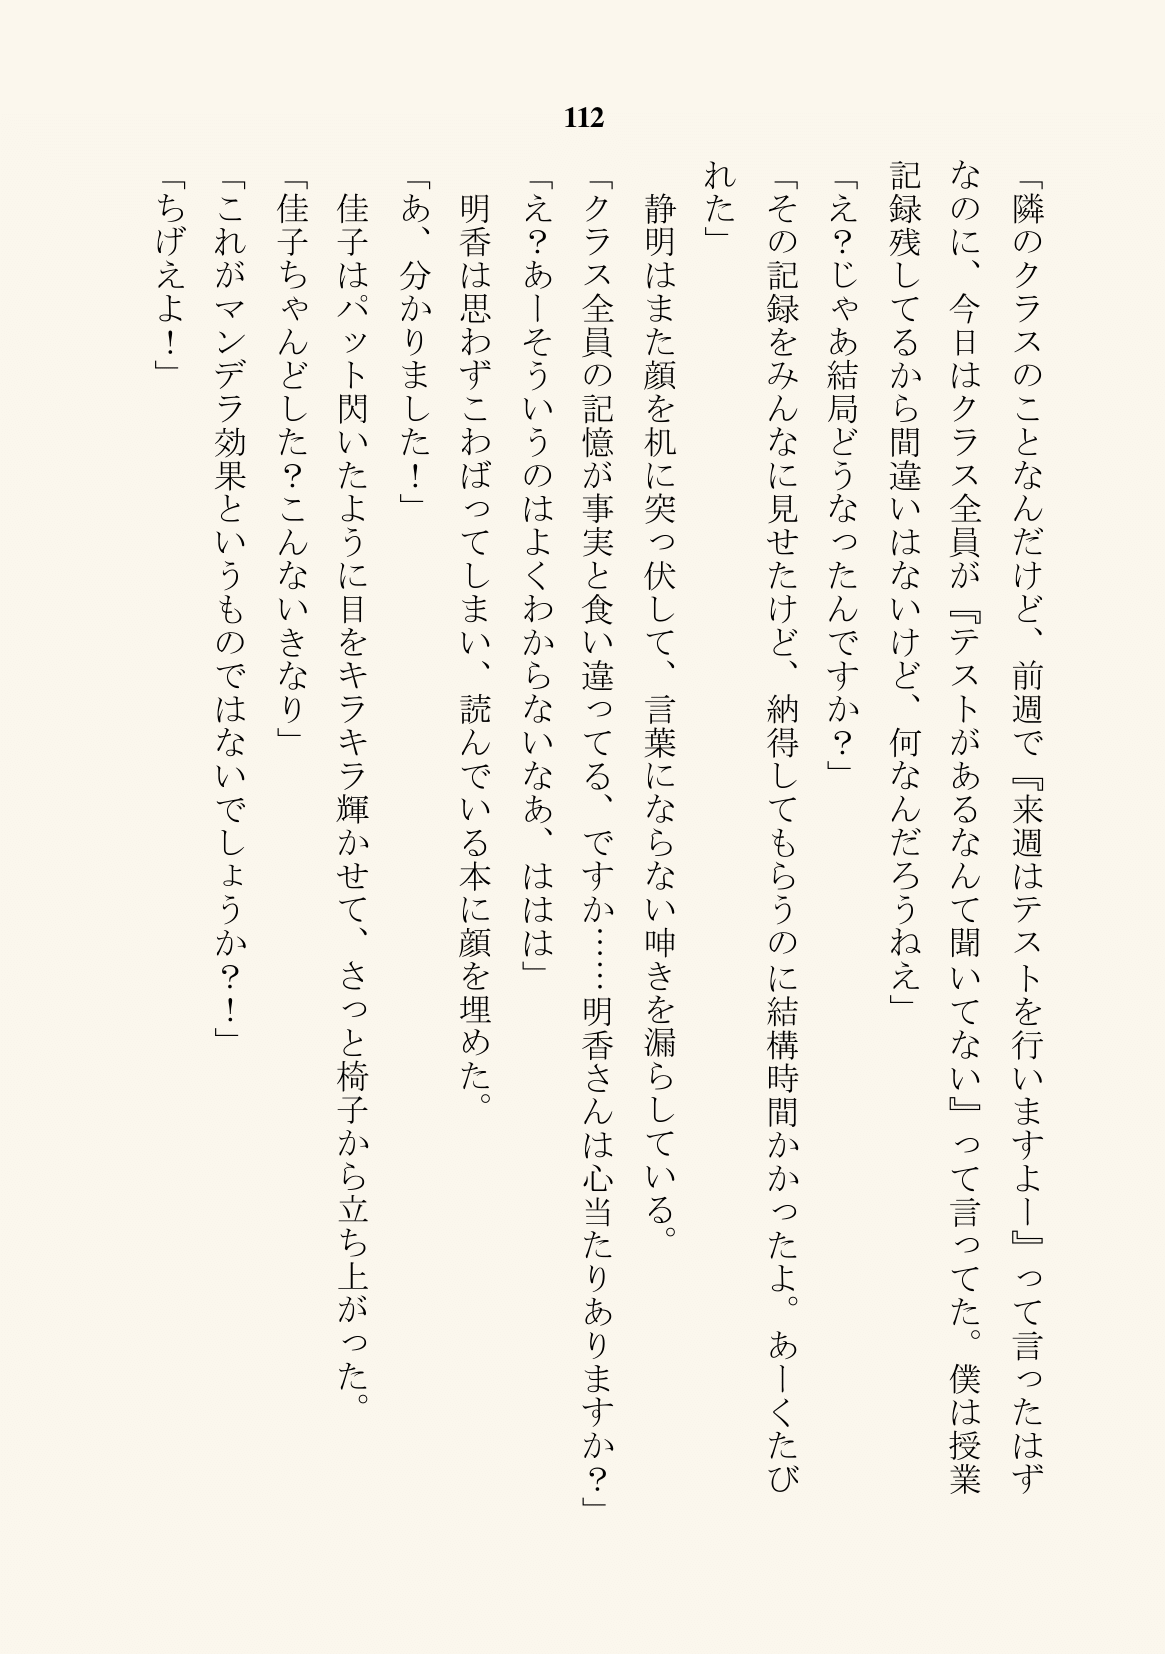 112
「隣のクラスのことなんだけど、前週で『来週はテストを行いますよー』って言ったはず
なのに、今日はクラス全員が『テストがあるなんて聞いてない』って言ってた。僕は授業
記録残してるから間違いはないけど、何なんだろうねえ」
「え？じゃあ結局どうなったんですか？」
「その記録をみんなに見せたけど、納得してもらうのに結構時間かかったよ。あーくたび
れた」
　静明はまた顔を机に突っ伏して、言葉にならない呻きを漏らしている。
「クラス全員の記憶が事実と食い違ってる、ですか……明香さんは心当たりありますか？」
「え？あーそういうのはよくわからないなあ、ははは」
　明香は思わずこわばってしまい、読んでいる本に顔を埋めた。
「あ、分かりました！」
　佳子はパット閃いたように目をキラキラ輝かせて、さっと椅子から立ち上がった。
「佳子ちゃんどした？こんないきなり」
「これがマンデラ効果というものではないでしょうか？！」
「ちげえよ！」